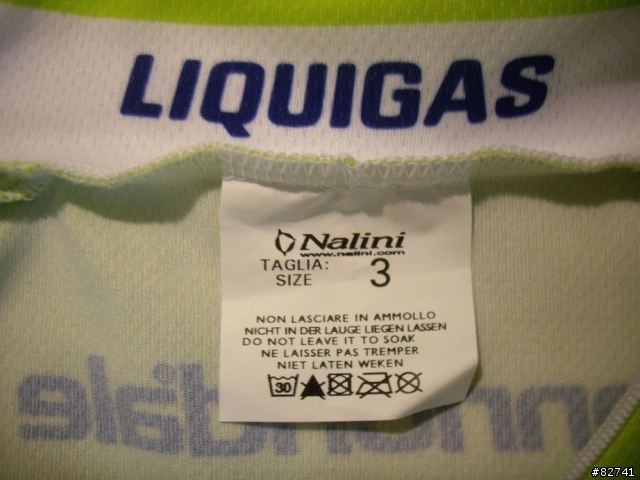 LIQUIGAS
Nalini
www.nalini.com
TAGLIA:
SIZE 3
NON LASCIARE IN AMMOLLO
NICHT IN DER LAUGE LIEGEN LASSEN
DO NOT LEAVE IT TO SOAK
NE LAISSER PAS TREMPER
NIET LATEN WEKEN
30
#82741